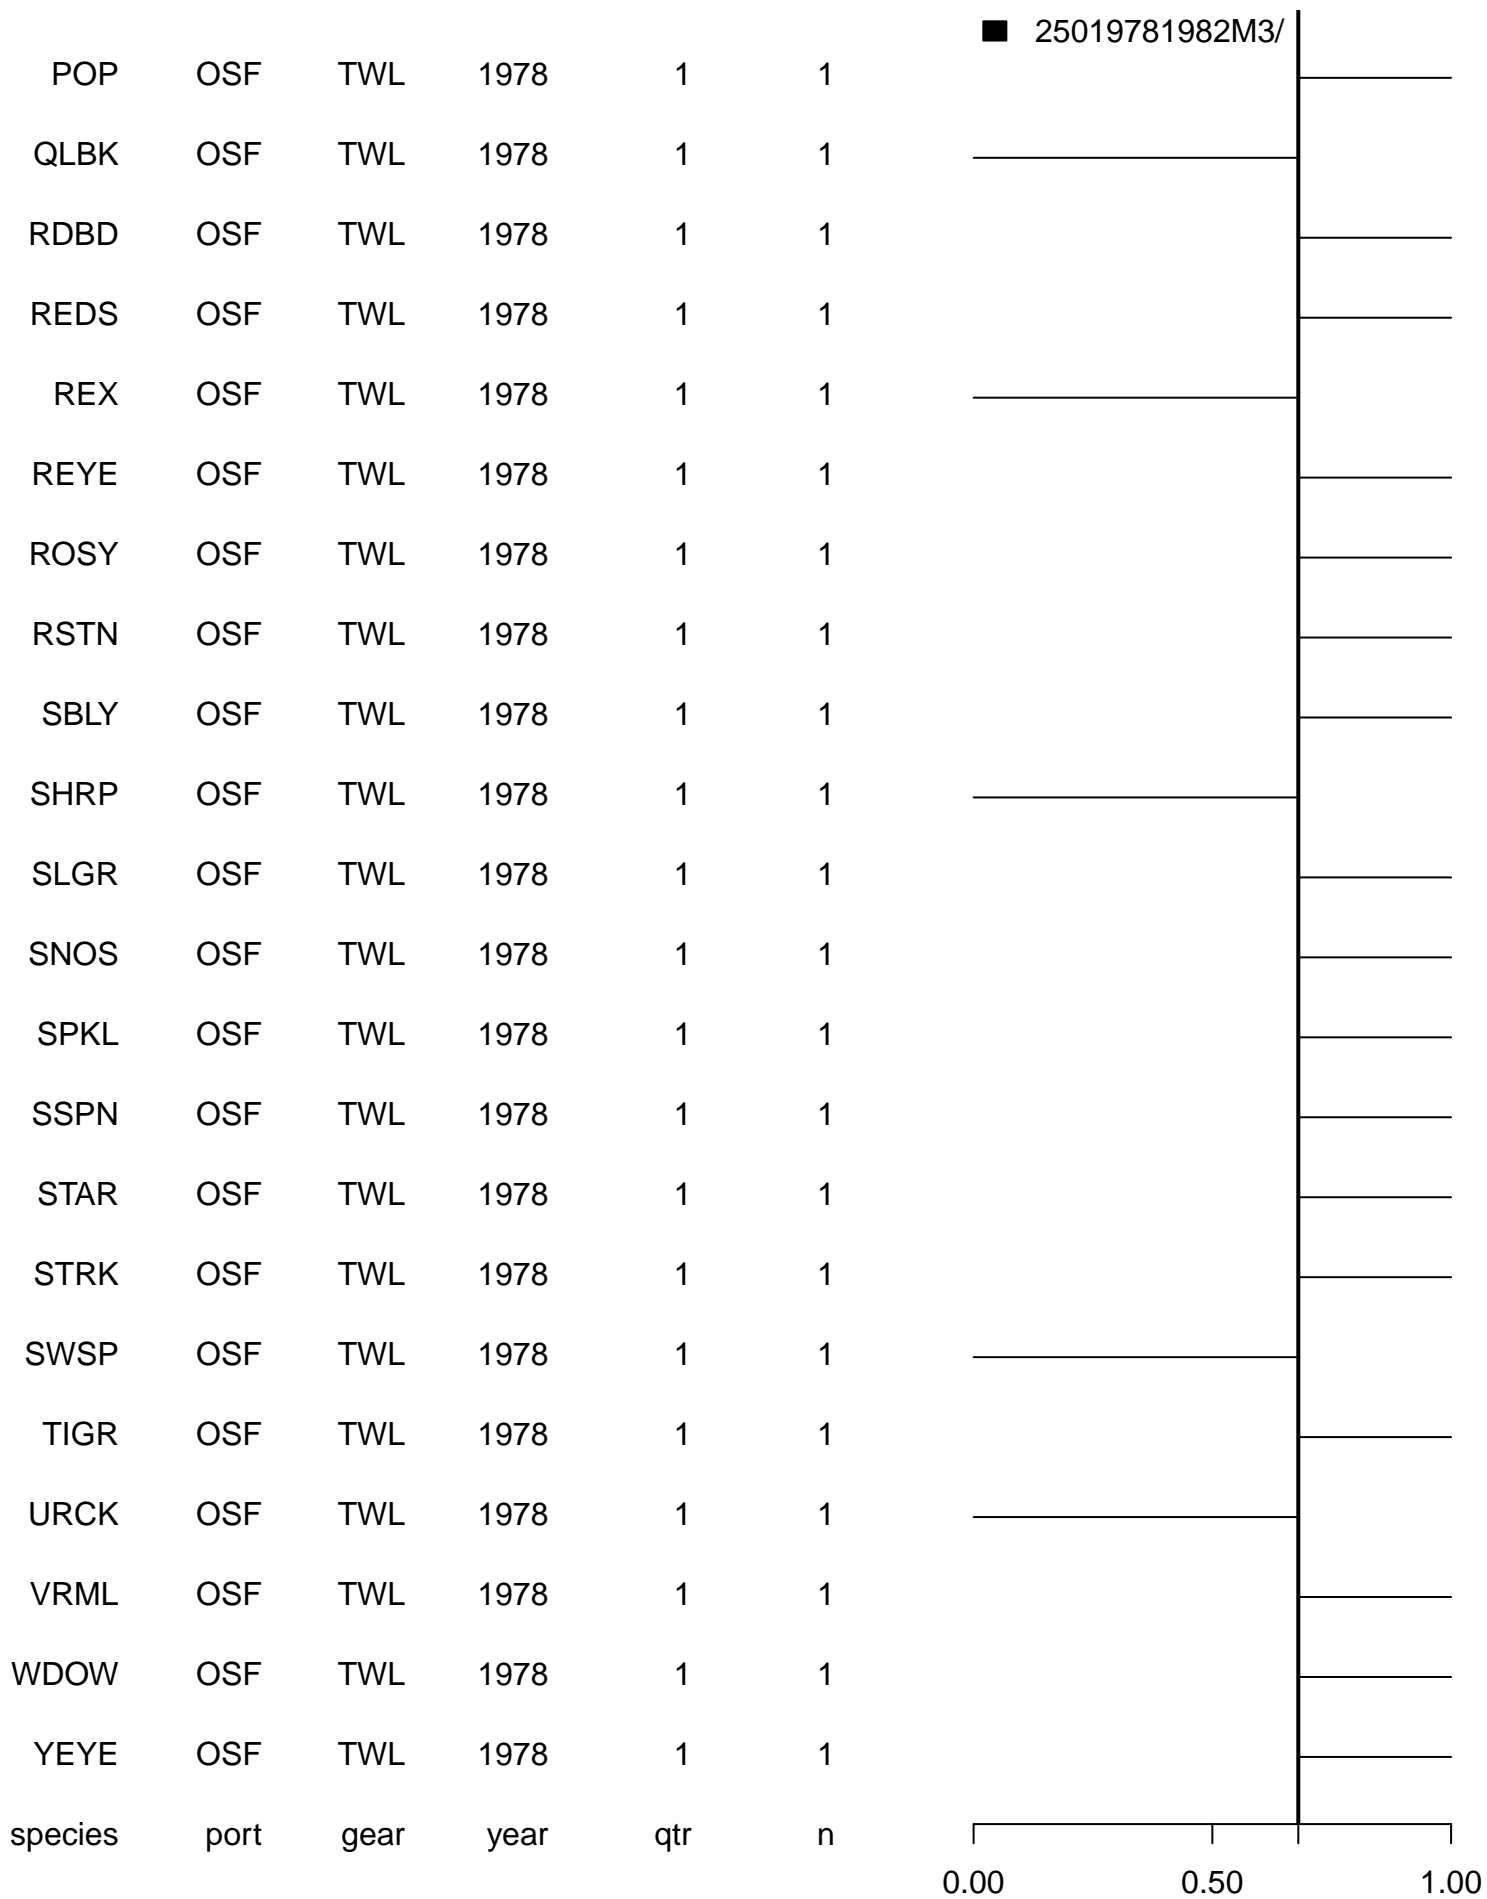 25019781982M3/
POP OSF TWL 1978 1 1
QLBK OSF TWL 1978 1 1
RDBD OSF TWL 1978 1 1
REDS OSF TWL 1978 1 1
REX OSF TWL 1978 1 1
REYE OSF TWL 1978 1 1
ROSY OSF TWL 1978 1 1
RSTN OSF TWL 1978 1 1
SBLY OSF TWL 1978 1 1
SHRP OSF TWL 1978 1 1
SLGR OSF TWL 1978 1 1
SNOS OSF TWL 1978 1 1
SPKL OSF TWL 1978 1 1
SSPN OSF TWL 1978 1 1
STAR OSF TWL 1978 1 1
STRK OSF TWL 1978 1 1
SWSP OSF TWL 1978 1 1
TIGR OSF TWL 1978 1 1
URCK OSF TWL 1978 1 1
VRML OSF TWL 1978 1 1
WDOW OSF TWL 1978 1 1
YEYE OSF TWL 1978 1 1
species port gear year qtr n
0.00 0.50 1.00